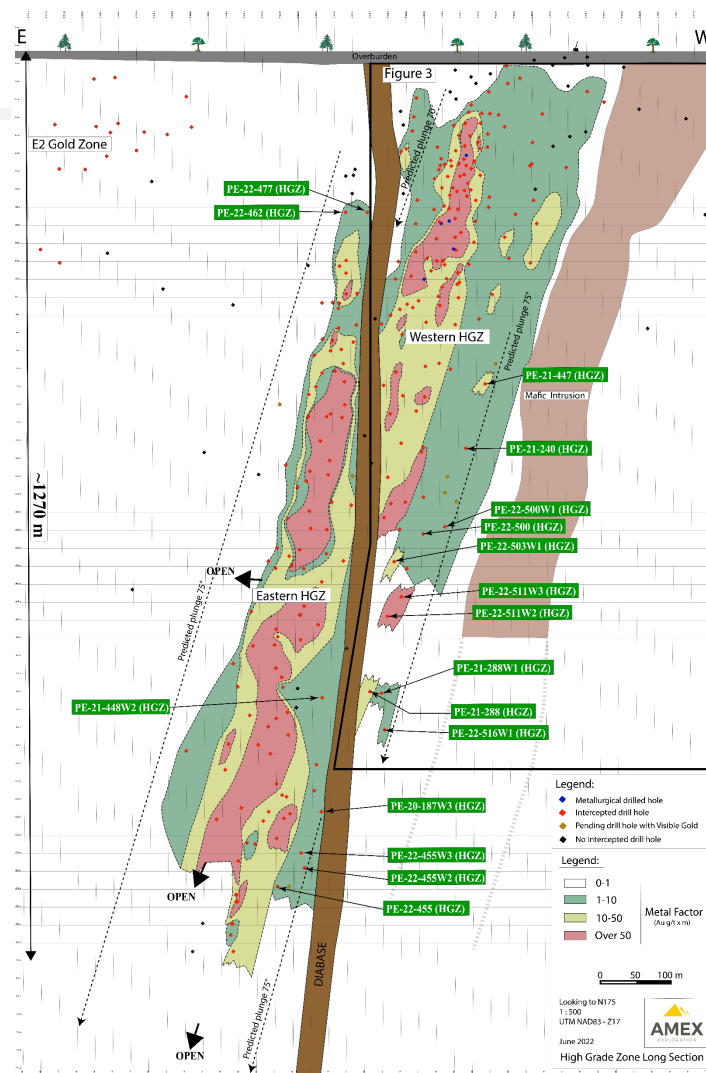 E
W
Overburden
Figure 3
E2 Gold Zone
Predicted plunge 70°
PE-22-477 (HGZ)
PE-22-462 (HGZ)
Western HGZ
Predicted plunge 75°
PE-21-447 (HGZ)
Mafic Intrusion
PE-21-240 (HGZ)
~1270 m
PE-22-500W1 (HGZ)
PE-22-500 (HGZ)
PE-22-503W1 (HGZ)
OPEN
Eastern HGZ
PE-22-511W3 (HGZ)
PE-22-511W2 (HGZ)
Predicted plunge 75°
PE-21-288W1 (HGZ)
PE-21-448W2 (HGZ)
PE-21-288 (HGZ)
PE-22-516W1 (HGZ)
PE-20-187W3 (HGZ)
PE-22-455W3 (HGZ)
PE-22-455W2 (HGZ)
OPEN
PE-22-455 (HGZ)
DIABASE
Predicted plunge 75°
OPEN
Legend:
Metallurgical drilled hole
Intercepted drill hole
Pending drill hole with Visible Gold
No Intercepted drill hole
Legend:
0-1
1-10
10-50
Over 50
Metal Factor
(Au g/t x m)
0 50 100 m
Looking to N175
1 : 500
UTM NAD83 - Z17
June 2022
AMEX
EXPLORATION
High Grade Zone Long Section